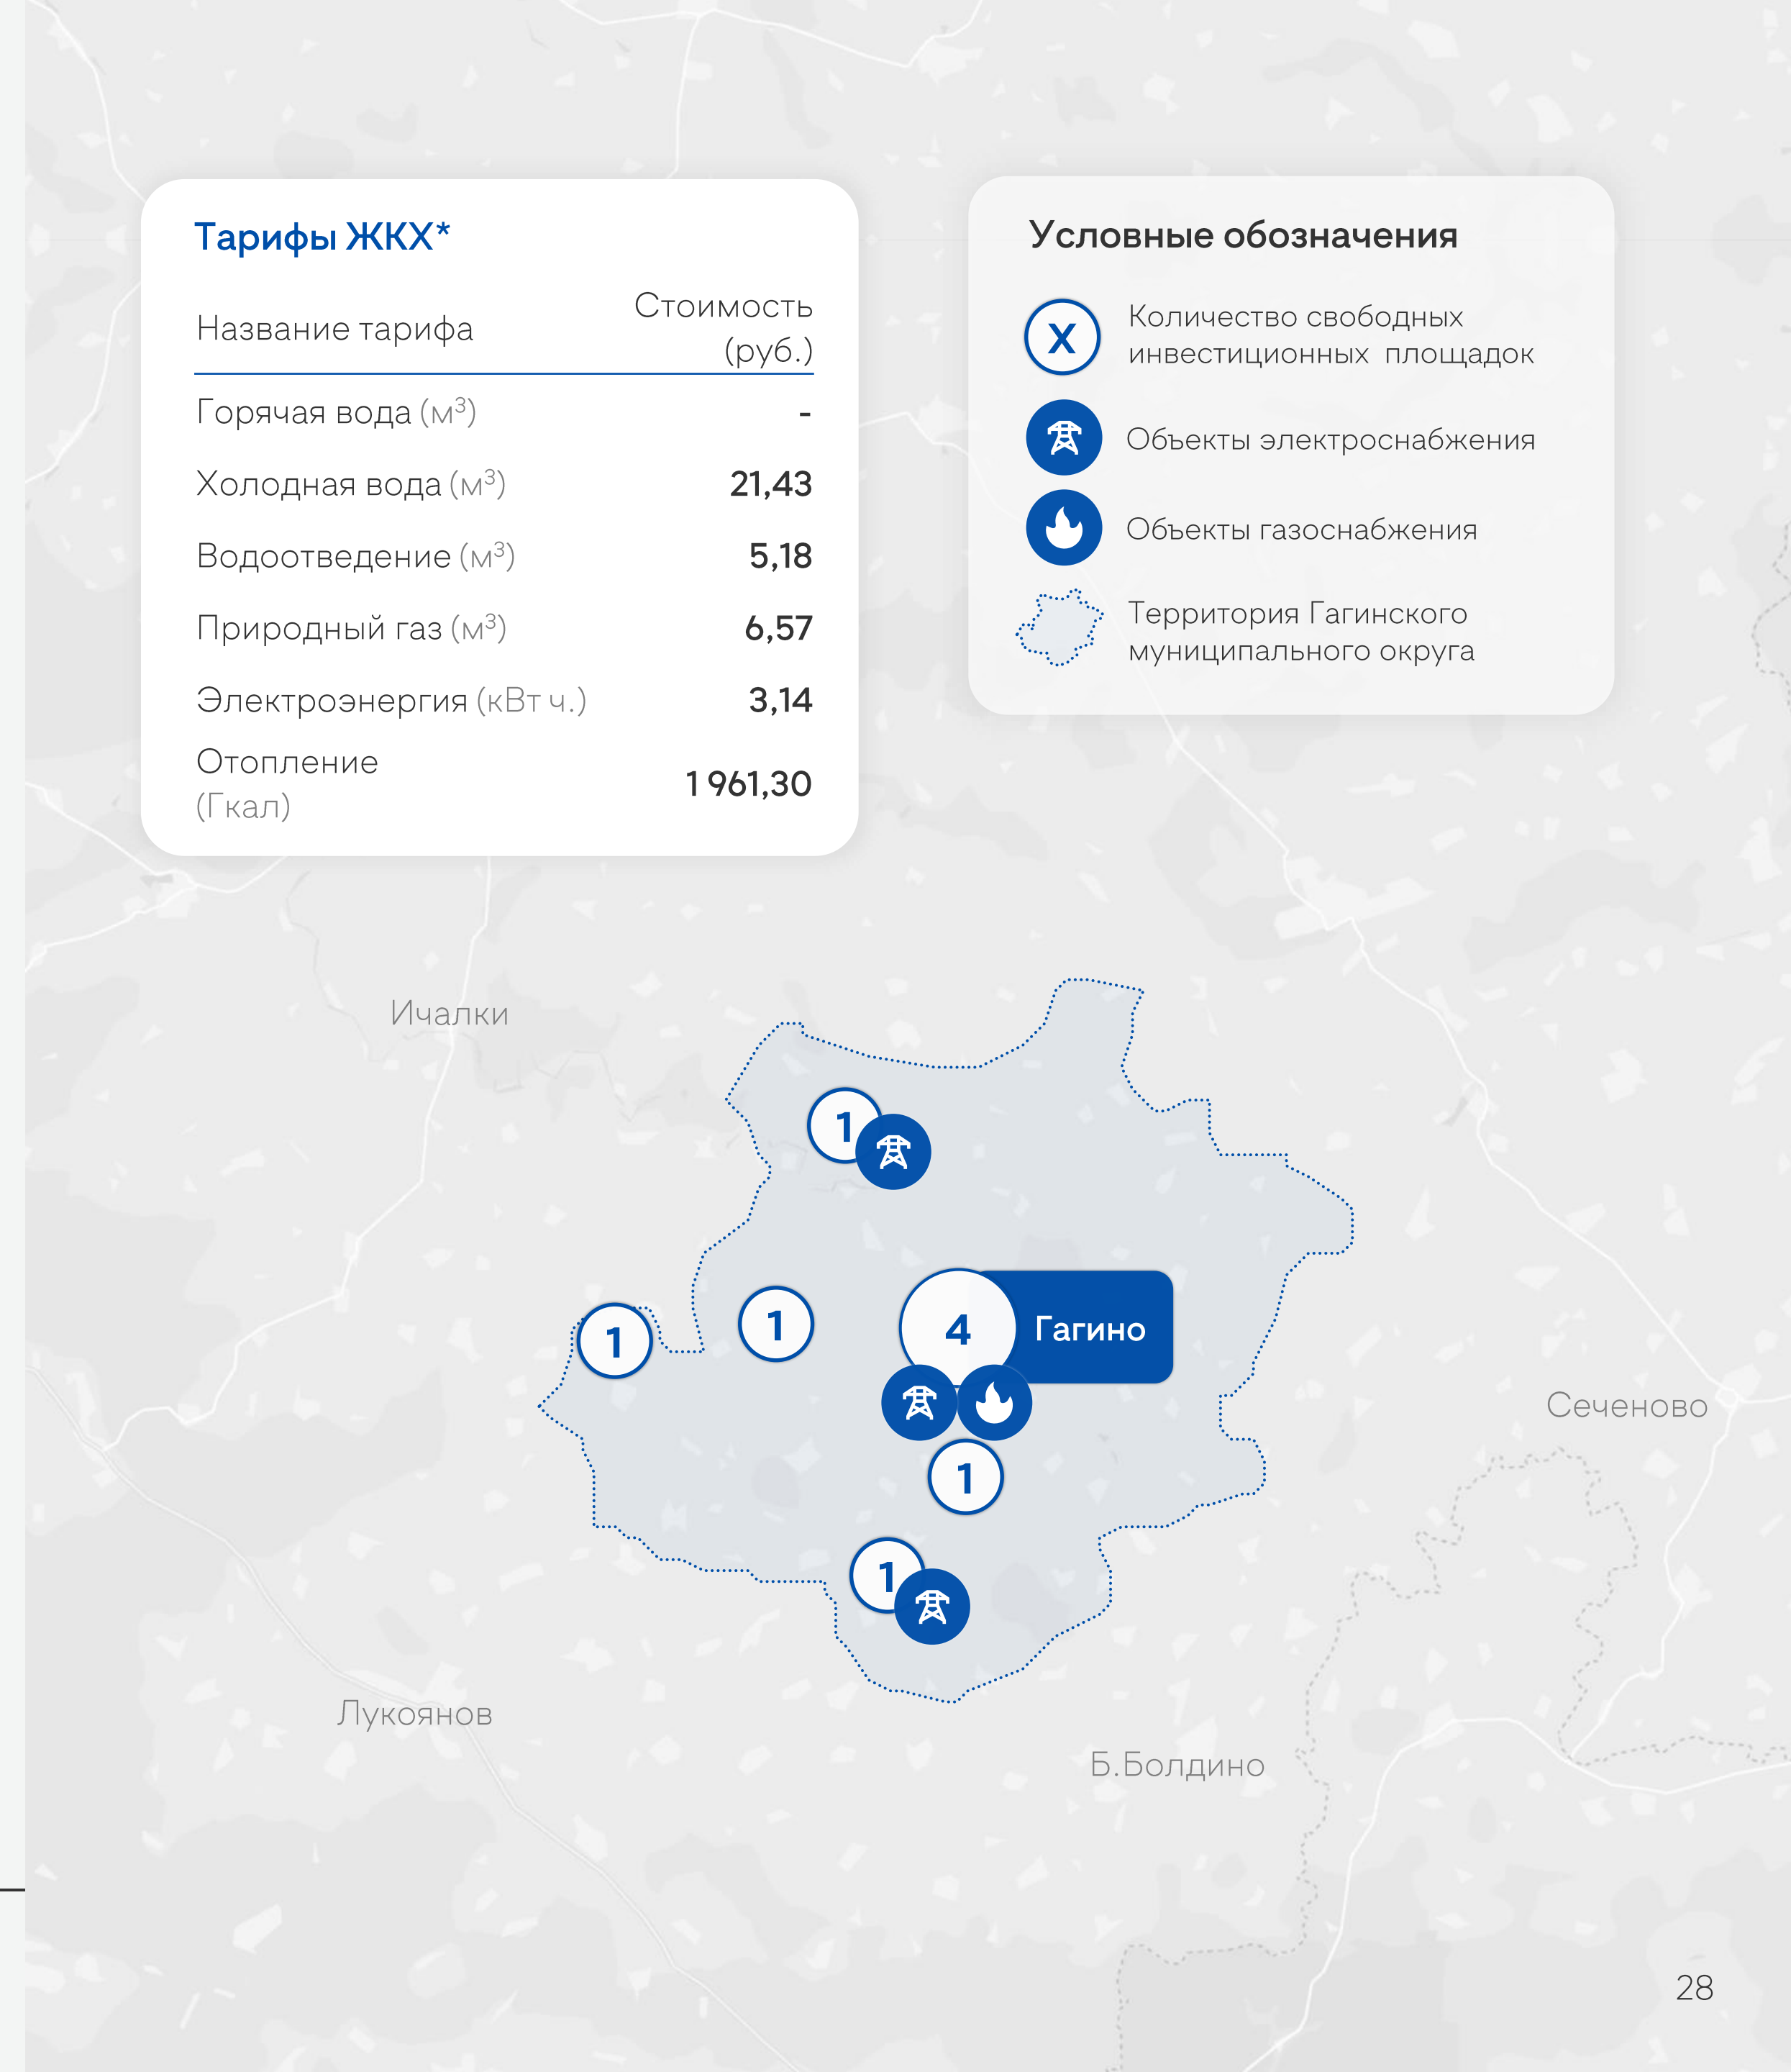 Тарифы ЖКХ*
Название тарифа
Стоимость
(руб.)
Горячая вода (м³) -
Холодная вода (м³) 21,43
Водоотведение (м³) 5,18
Природный газ (м³) 6,57
Электроэнергия (кВт ч.) 3,14
Отопление
(Гкал)
1 961,30
Условные обозначения
X
Количество свободных
инвестиционных площадок
Объекты электроснабжения
Объекты газоснабжения
Территория Гагинского
муниципального округа
Ичалки
1
1
1
4 Гагино
1
1
Сеченово
Лукоянов
Б.Болдино
28